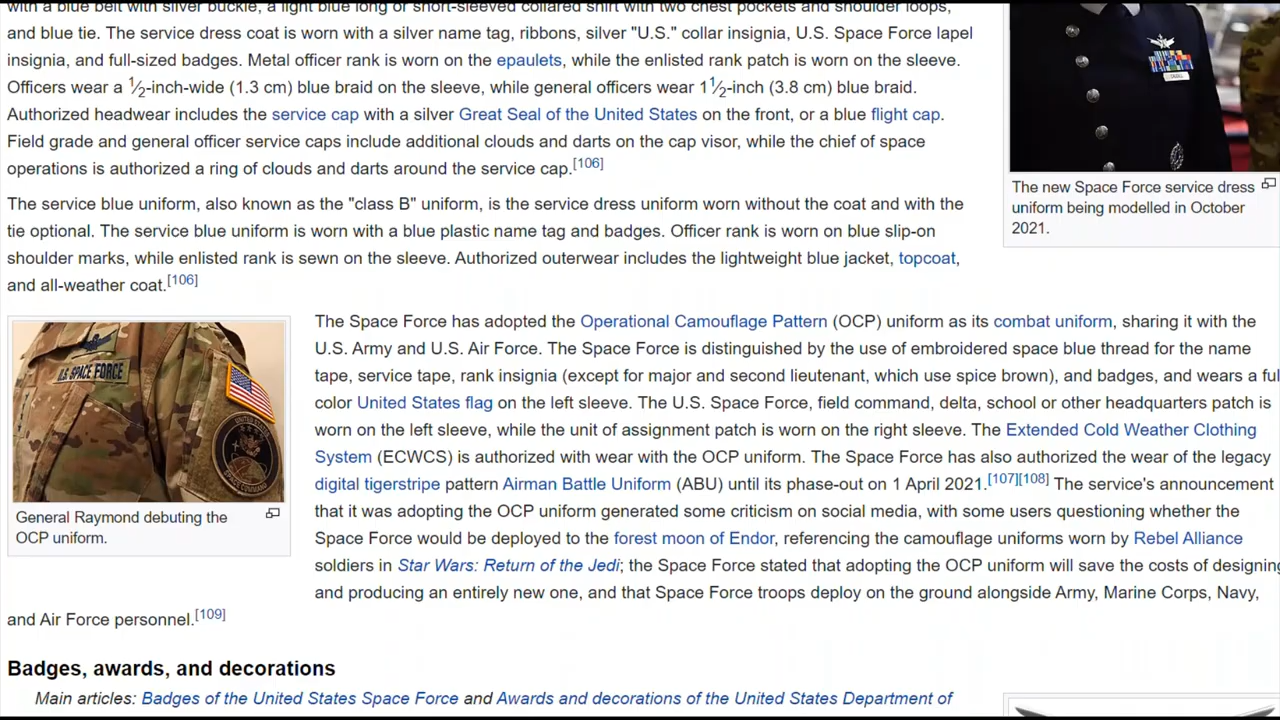 with a blue belt with silver buckle, a light blue long or short-sleeved collared shirt with two chest pockets and shoulder loops,
and blue tie. The service dress coat is worn with a silver name tag, ribbons, silver "U.S." collar insignia, U.S. Space Force lapel
insignia, and full-sized badges. Metal officer rank is worn on the epaulets, while the enlisted rank patch is worn on the sleeve.
Officers wear a 1⁄2-inch-wide (1.3 cm) blue braid on the sleeve, while general officers wear 1 1⁄2-inch (3.8 cm) blue braid.
Authorized headwear includes the service cap with a silver Great Seal of the United States on the front, or a blue flight cap.
Field grade and general officer service caps include additional clouds and darts on the cap visor, while the chief of space
operations is authorized a ring of clouds and darts around the service cap.[106]
The new Space Force service dress
uniform being modelled in October
2021.
The service blue uniform, also known as the "class B" uniform, is the service dress uniform worn without the coat and with the
tie optional. The service blue uniform is worn with a blue plastic name tag and badges. Officer rank is worn on blue slip-on
shoulder marks, while enlisted rank is sewn on the sleeve. Authorized outerwear includes the lightweight blue jacket, topcoat,
and all-weather coat.[106]
U.S. SPACE FORCE
General Raymond debuting the
OCP uniform.
The Space Force has adopted the Operational Camouflage Pattern (OCP) uniform as its combat uniform, sharing it with the
U.S. Army and U.S. Air Force. The Space Force is distinguished by the use of embroidered space blue thread for the name
tape, service tape, rank insignia (except for major and second lieutenant, which use spice brown), and badges, and wears a ful
color United States flag on the left sleeve. The U.S. Space Force, field command, delta, school or other headquarters patch is
worn on the left sleeve, while the unit of assignment patch is worn on the right sleeve. The Extended Cold Weather Clothing
System (ECWCS) is authorized with wear with the OCP uniform. The Space Force has also authorized the wear of the legacy
digital tigerstripe pattern Airman Battle Uniform (ABU) until its phase-out on 1 April 2021.[107][108] The service's announcement
that it was adopting the OCP uniform generated some criticism on social media, with some users questioning whether the
Space Force would be deployed to the forest moon of Endor, referencing the camouflage uniforms worn by Rebel Alliance
soldiers in Star Wars: Return of the Jedi; the Space Force stated that adopting the OCP uniform will save the costs of designing
and producing an entirely new one, and that Space Force troops deploy on the ground alongside Army, Marine Corps, Navy,
and Air Force personnel.[109]
Badges, awards, and decorations
Main articles: Badges of the United States Space Force and Awards and decorations of the United States Department of